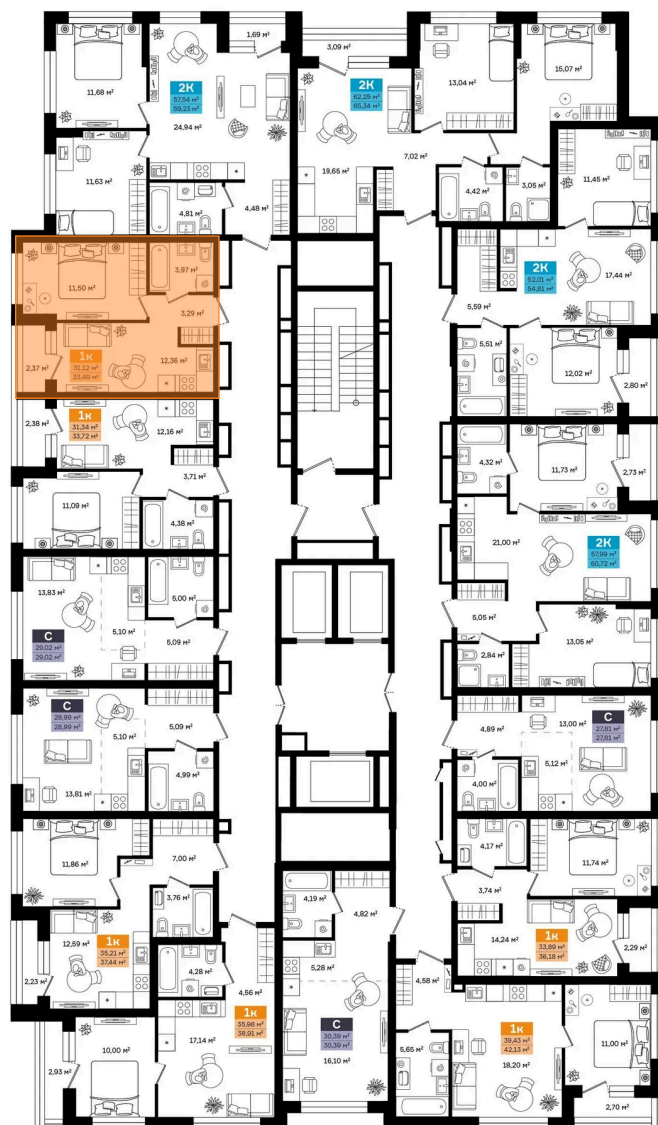 1,69 м²
3,09 м²
11,68 м²
2К
57,54 м²
59,23 м²
24,94 м²
2К
62,25 м²
65,34 м²
13,04 м²
15,07 м²
11,63 м²
4,81 м²
4,48 м²
19,65 м²
7,02 м²
4,42 м²
3,05 м²
11,45 м²
11,50 м²
3,97 м²
3,29 м²
2К
52,01 м²
54,81 м²
17,44 м²
5,59 м²
2,37 м²
1к
31,12 м²
33,49 м²
12,36 м²
5,51 м²
12,02 м²
2,80 м²
2,38 м²
1к
31,34 м²
33,72 м²
12,16 м²
3,71 м²
4,32 м²
11,73 м²
2,73 м²
11,09 м²
4,38 м²
21,00 м²
2К
57,99 м²
60,72 м²
13,83 м²
5,00 м²
5,10 м²
5,09 м²
С
29,02 м²
29,02 м²
5,05 м²
2,84 м²
13,05 м²
С
28,99 м²
28,99 м²
5,10 м²
5,09 м²
13,81 м²
4,99 м²
4,89 м²
13,00 м²
С
27,81 м²
27,81 м²
5,12 м²
4,00 м²
11,86 м²
7,00 м²
3,76 м²
4,17 м²
11,74 м²
3,74 м²
4,19 м²
4,82 м²
12,59 м²
1к
35,21 м²
37,44 м²
2,23 м²
4,28 м²
4,56 м²
5,28 м²
4,58 м²
14,24 м²
1к
33,89 м²
36,18 м²
2,29 м²
17,14 м²
1к
35,98 м²
38,91 м²
С
30,39 м²
30,39 м²
16,10 м²
5,65 м²
1к
39,43 м²
42,13 м²
18,20 м²
11,00 м²
10,00 м²
2,93 м²
2,70 м²